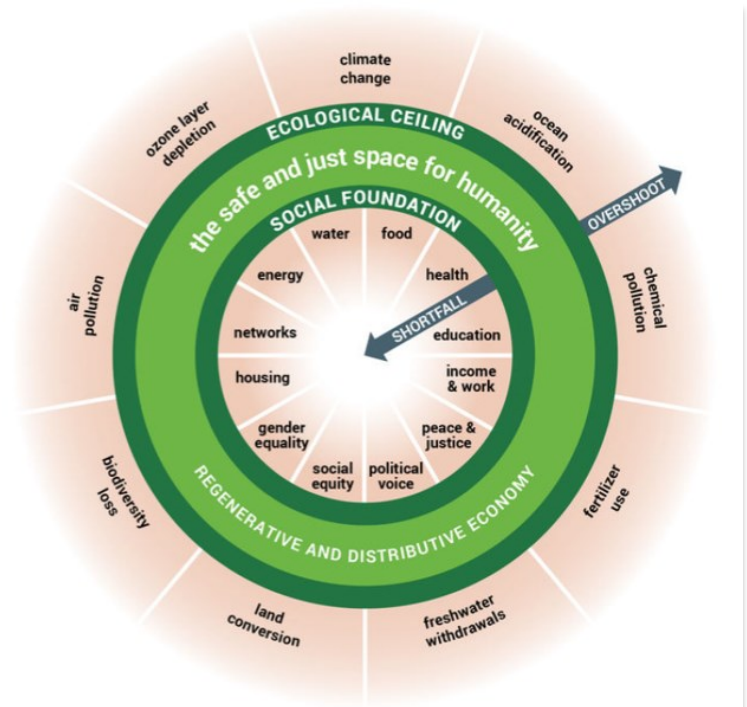 climate
change
ocean
acidification
chemical
pollution
fertilizer
use
freshwater
withdrawals
land
conversion
biodiversity
loss
air
pollution
ozone layer
depletion
ECOLOGICAL CEILING
the safe and just space for humanity
SOCIAL FOUNDATION
OVERSHOOT
SHORTFALL
water
food
health
education
income
& work
peace &
justice
political
voice
social
equity
gender
equality
housing
networks
energy
REGENERATIVE AND DISTRIBUTIVE ECONOMY